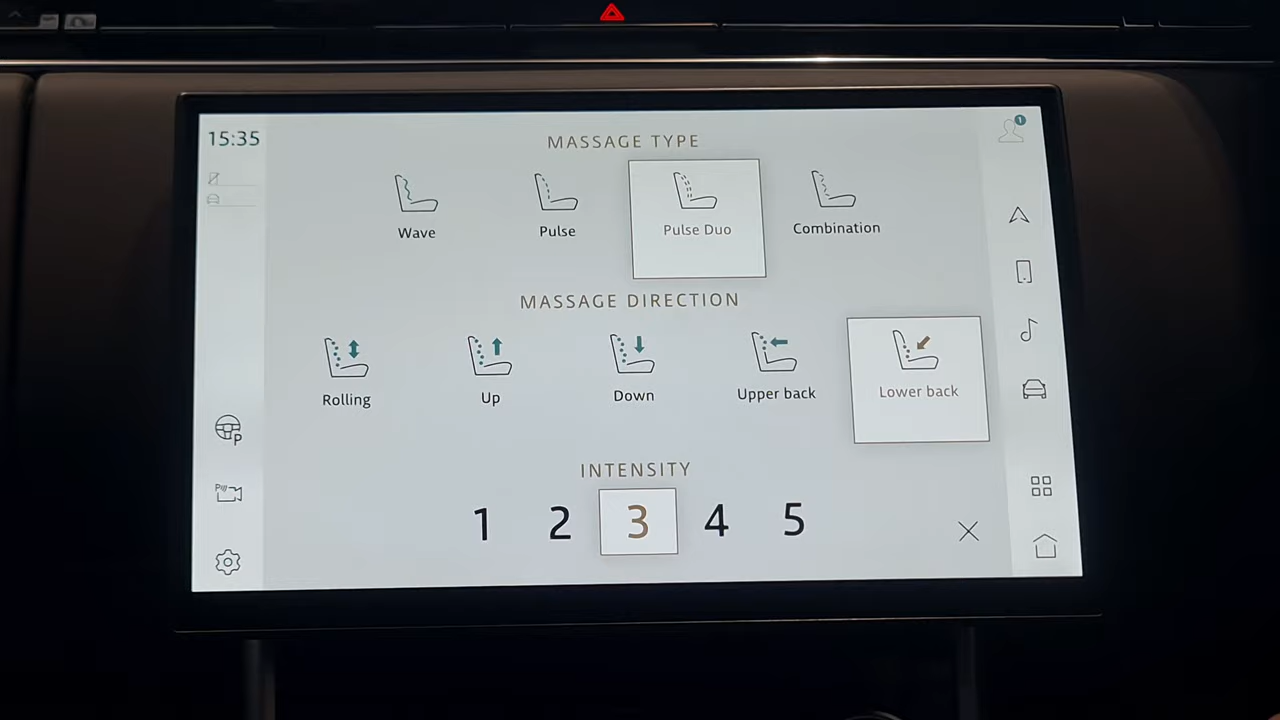 15:35
MASSAGE TYPE
1
Wave
Pulse
Pulse Duo
Combination
MASSAGE DIRECTION
Rolling
Up
Down
Upper back
Lower back
P
INTENSITY
1 2 3 4 5